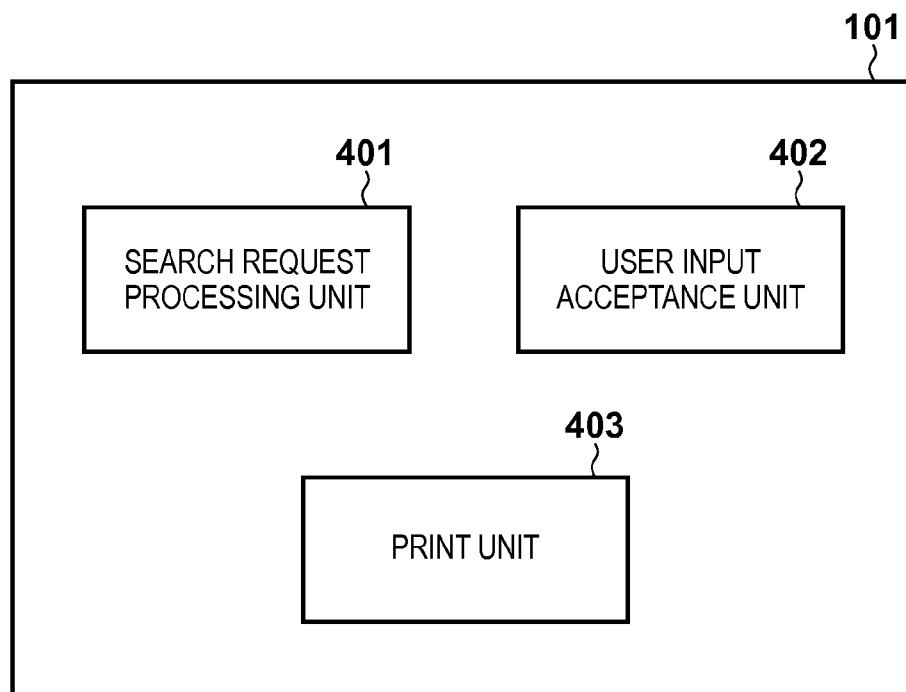 101
401
402
SEARCH REQUEST
PROCESSING UNIT
USER INPUT
ACCEPTANCE UNIT
403
PRINT UNIT